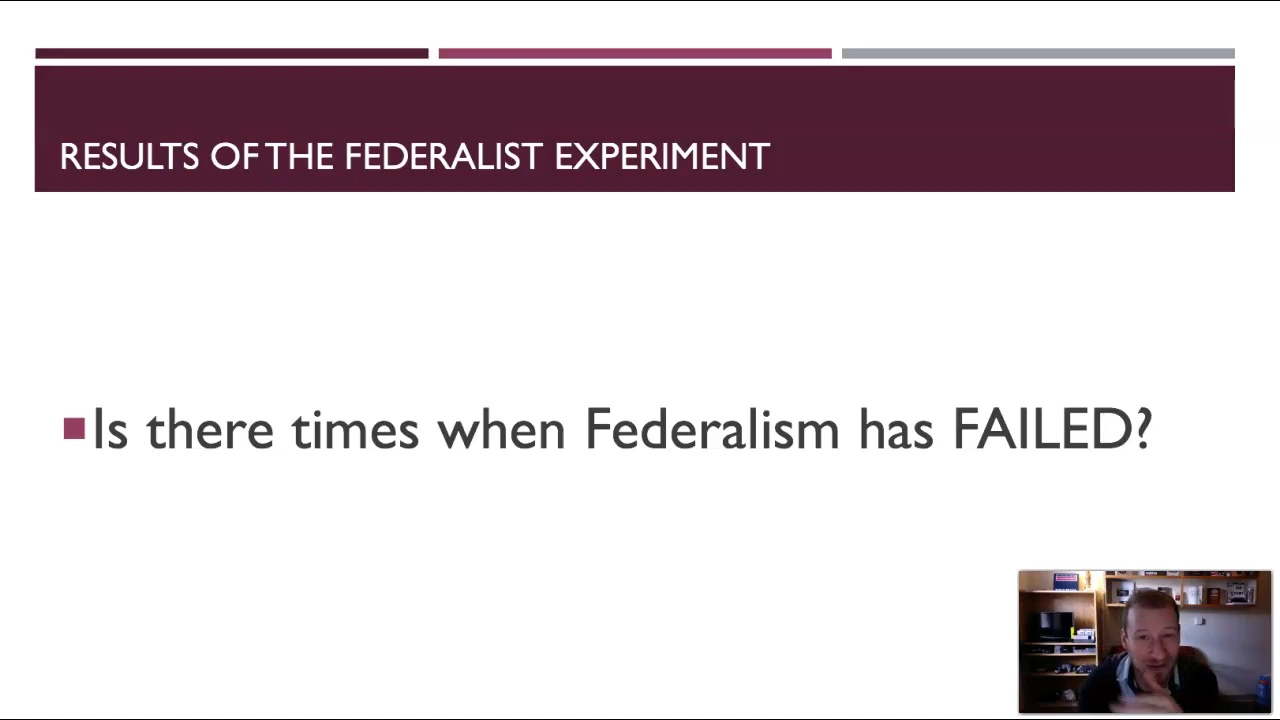 RESULTS OF THE FEDERALIST EXPERIMENT
Is there times when Federalism has FAILED?